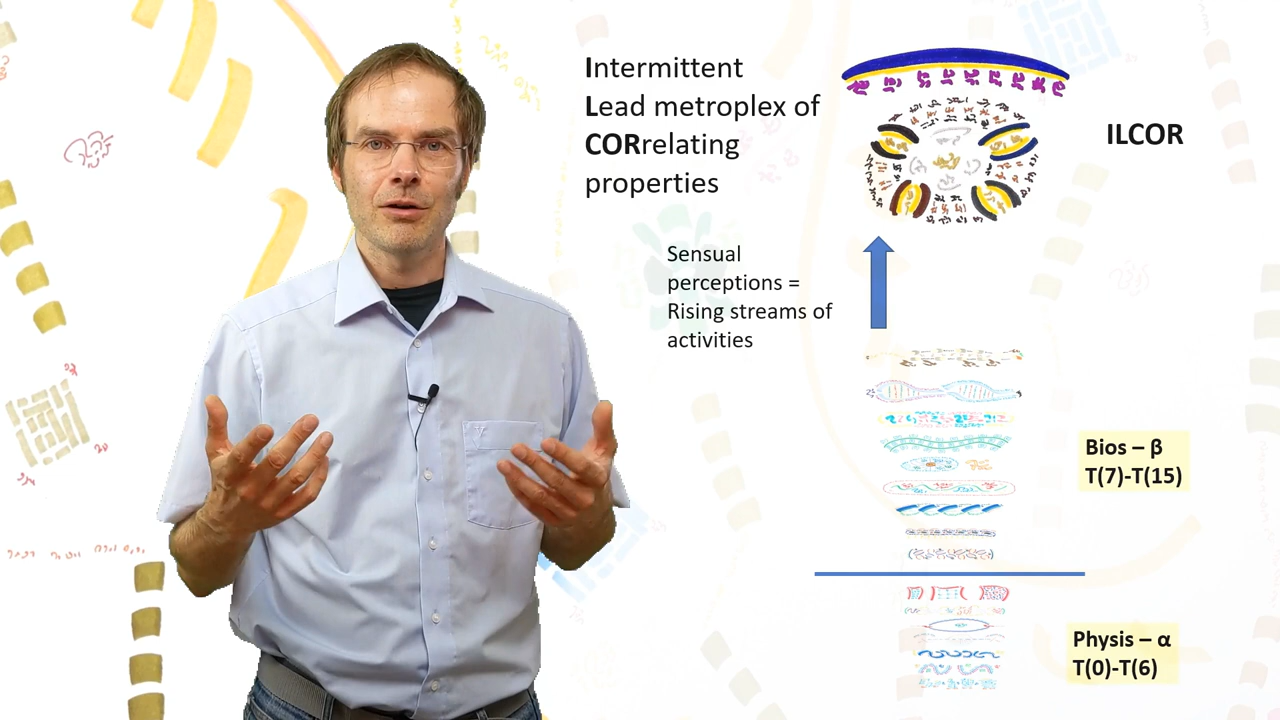 Intermittent
Lead metroplex of
CORrelating
properties
ILCOR
Sensual
perceptions =
Rising streams of
activities
Bios – β
T(7)-T(15)
Physis – α
T(0)-T(6)